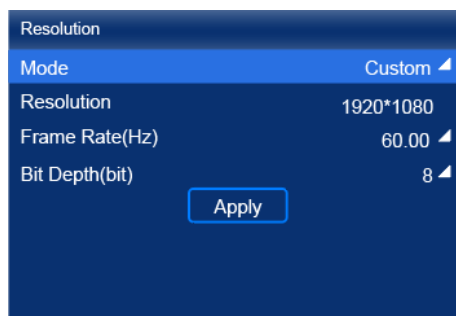 Resolution
Mode Custom
Resolution 1920*1080
Frame Rate(Hz) 60.00
Bit Depth(bit) 8
Apply